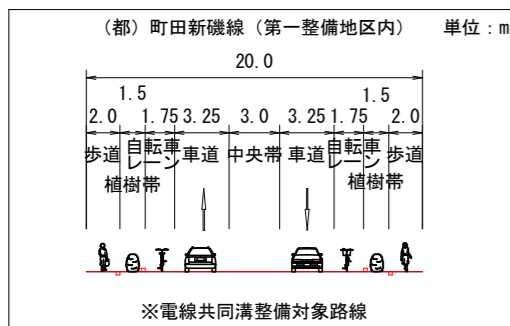 (都)町田新磯線(第一整備地区内) 単位:m
20.0
1.5 1.5
2.0 1.75 3.25 3.0 3.25 1.75 2.0
歩道 自転車レーン 車道 中央帯 車道 自転車レーン 歩道
植樹帯 植樹帯
※電線共同溝整備対象路線